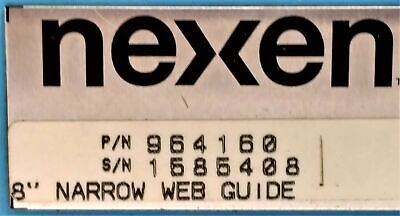 nexen
P/N 964160
S/N 1585408
8" NARROW WEB GUIDE